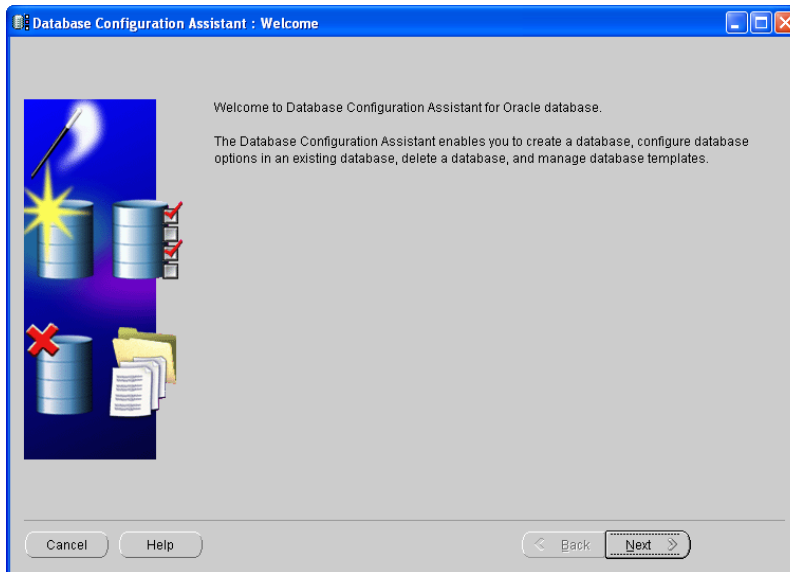 Database Configuration Assistant : Welcome
Welcome to Database Configuration Assistant for Oracle database.
The Database Configuration Assistant enables you to create a database, configure database
options in an existing database, delete a database, and manage database templates.
Cancel
Help
Back
Next